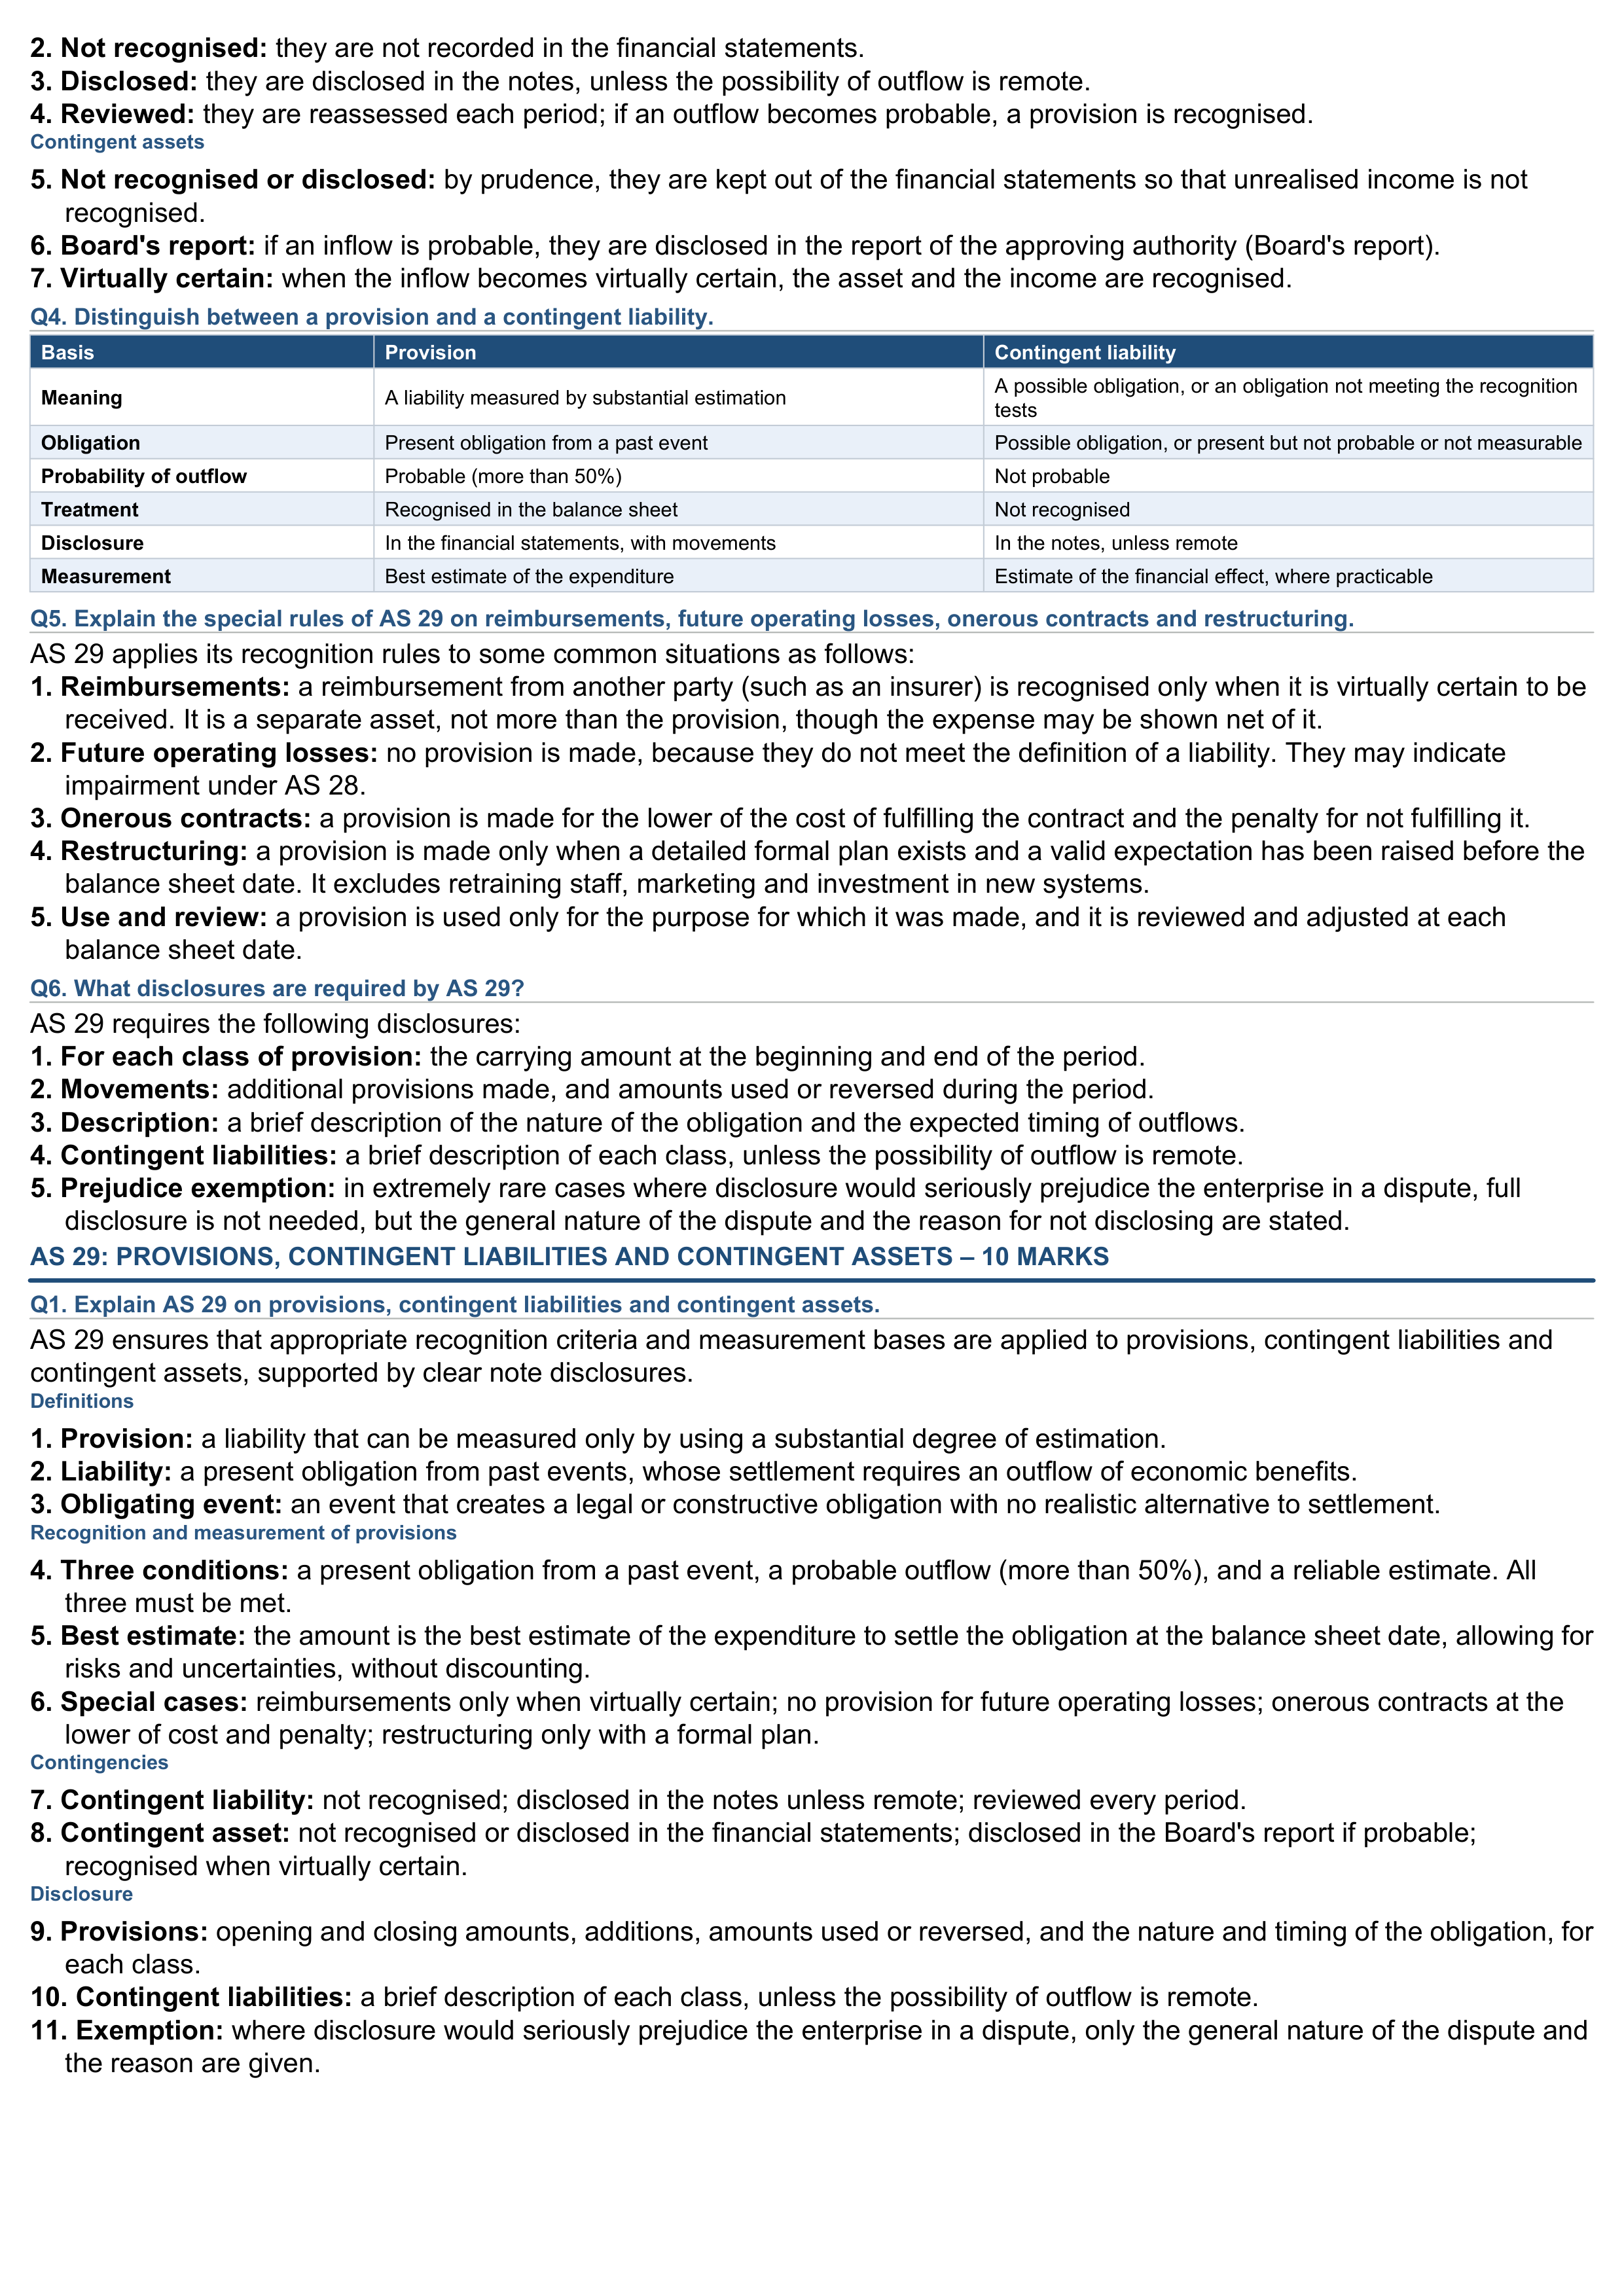 2. Not recognised: they are not recorded in the financial statements.
3. Disclosed: they are disclosed in the notes, unless the possibility of outflow is remote.
4. Reviewed: they are reassessed each period; if an outflow becomes probable, a provision is recognised.
Contingent assets
5. Not recognised or disclosed: by prudence, they are kept out of the financial statements so that unrealised income is not
recognised.
6. Board's report: if an inflow is probable, they are disclosed in the report of the approving authority (Board's report).
7. Virtually certain: when the inflow becomes virtually certain, the asset and the income are recognised.
Q4. Distinguish between a provision and a contingent liability.
Basis Provision Contingent liability
Meaning A liability measured by substantial estimation A possible obligation, or an obligation not meeting the recognition
tests
Obligation Present obligation from a past event Possible obligation, or present but not probable or not measurable
Probability of outflow Probable (more than 50%) Not probable
Treatment Recognised in the balance sheet Not recognised
Disclosure In the financial statements, with movements In the notes, unless remote
Measurement Best estimate of the expenditure Estimate of the financial effect, where practicable
Q5. Explain the special rules of AS 29 on reimbursements, future operating losses, onerous contracts and restructuring.
AS 29 applies its recognition rules to some common situations as follows:
1. Reimbursements: a reimbursement from another party (such as an insurer) is recognised only when it is virtually certain to be
received. It is a separate asset, not more than the provision, though the expense may be shown net of it.
2. Future operating losses: no provision is made, because they do not meet the definition of a liability. They may indicate
impairment under AS 28.
3. Onerous contracts: a provision is made for the lower of the cost of fulfilling the contract and the penalty for not fulfilling it.
4. Restructuring: a provision is made only when a detailed formal plan exists and a valid expectation has been raised before the
balance sheet date. It excludes retraining staff, marketing and investment in new systems.
5. Use and review: a provision is used only for the purpose for which it was made, and it is reviewed and adjusted at each
balance sheet date.
Q6. What disclosures are required by AS 29?
AS 29 requires the following disclosures:
1. For each class of provision: the carrying amount at the beginning and end of the period.
2. Movements: additional provisions made, and amounts used or reversed during the period.
3. Description: a brief description of the nature of the obligation and the expected timing of outflows.
4. Contingent liabilities: a brief description of each class, unless the possibility of outflow is remote.
5. Prejudice exemption: in extremely rare cases where disclosure would seriously prejudice the enterprise in a dispute, full
disclosure is not needed, but the general nature of the dispute and the reason for not disclosing are stated.
AS 29: PROVISIONS, CONTINGENT LIABILITIES AND CONTINGENT ASSETS – 10 MARKS
Q1. Explain AS 29 on provisions, contingent liabilities and contingent assets.
AS 29 ensures that appropriate recognition criteria and measurement bases are applied to provisions, contingent liabilities and
contingent assets, supported by clear note disclosures.
Definitions
1. Provision: a liability that can be measured only by using a substantial degree of estimation.
2. Liability: a present obligation from past events, whose settlement requires an outflow of economic benefits.
3. Obligating event: an event that creates a legal or constructive obligation with no realistic alternative to settlement.
Recognition and measurement of provisions
4. Three conditions: a present obligation from a past event, a probable outflow (more than 50%), and a reliable estimate. All
three must be met.
5. Best estimate: the amount is the best estimate of the expenditure to settle the obligation at the balance sheet date, allowing for
risks and uncertainties, without discounting.
6. Special cases: reimbursements only when virtually certain; no provision for future operating losses; onerous contracts at the
lower of cost and penalty; restructuring only with a formal plan.
Contingencies
7. Contingent liability: not recognised; disclosed in the notes unless remote; reviewed every period.
8. Contingent asset: not recognised or disclosed in the financial statements; disclosed in the Board's report if probable;
recognised when virtually certain.
Disclosure
9. Provisions: opening and closing amounts, additions, amounts used or reversed, and the nature and timing of the obligation, for
each class.
10. Contingent liabilities: a brief description of each class, unless the possibility of outflow is remote.
11. Exemption: where disclosure would seriously prejudice the enterprise in a dispute, only the general nature of the dispute and
the reason are given.